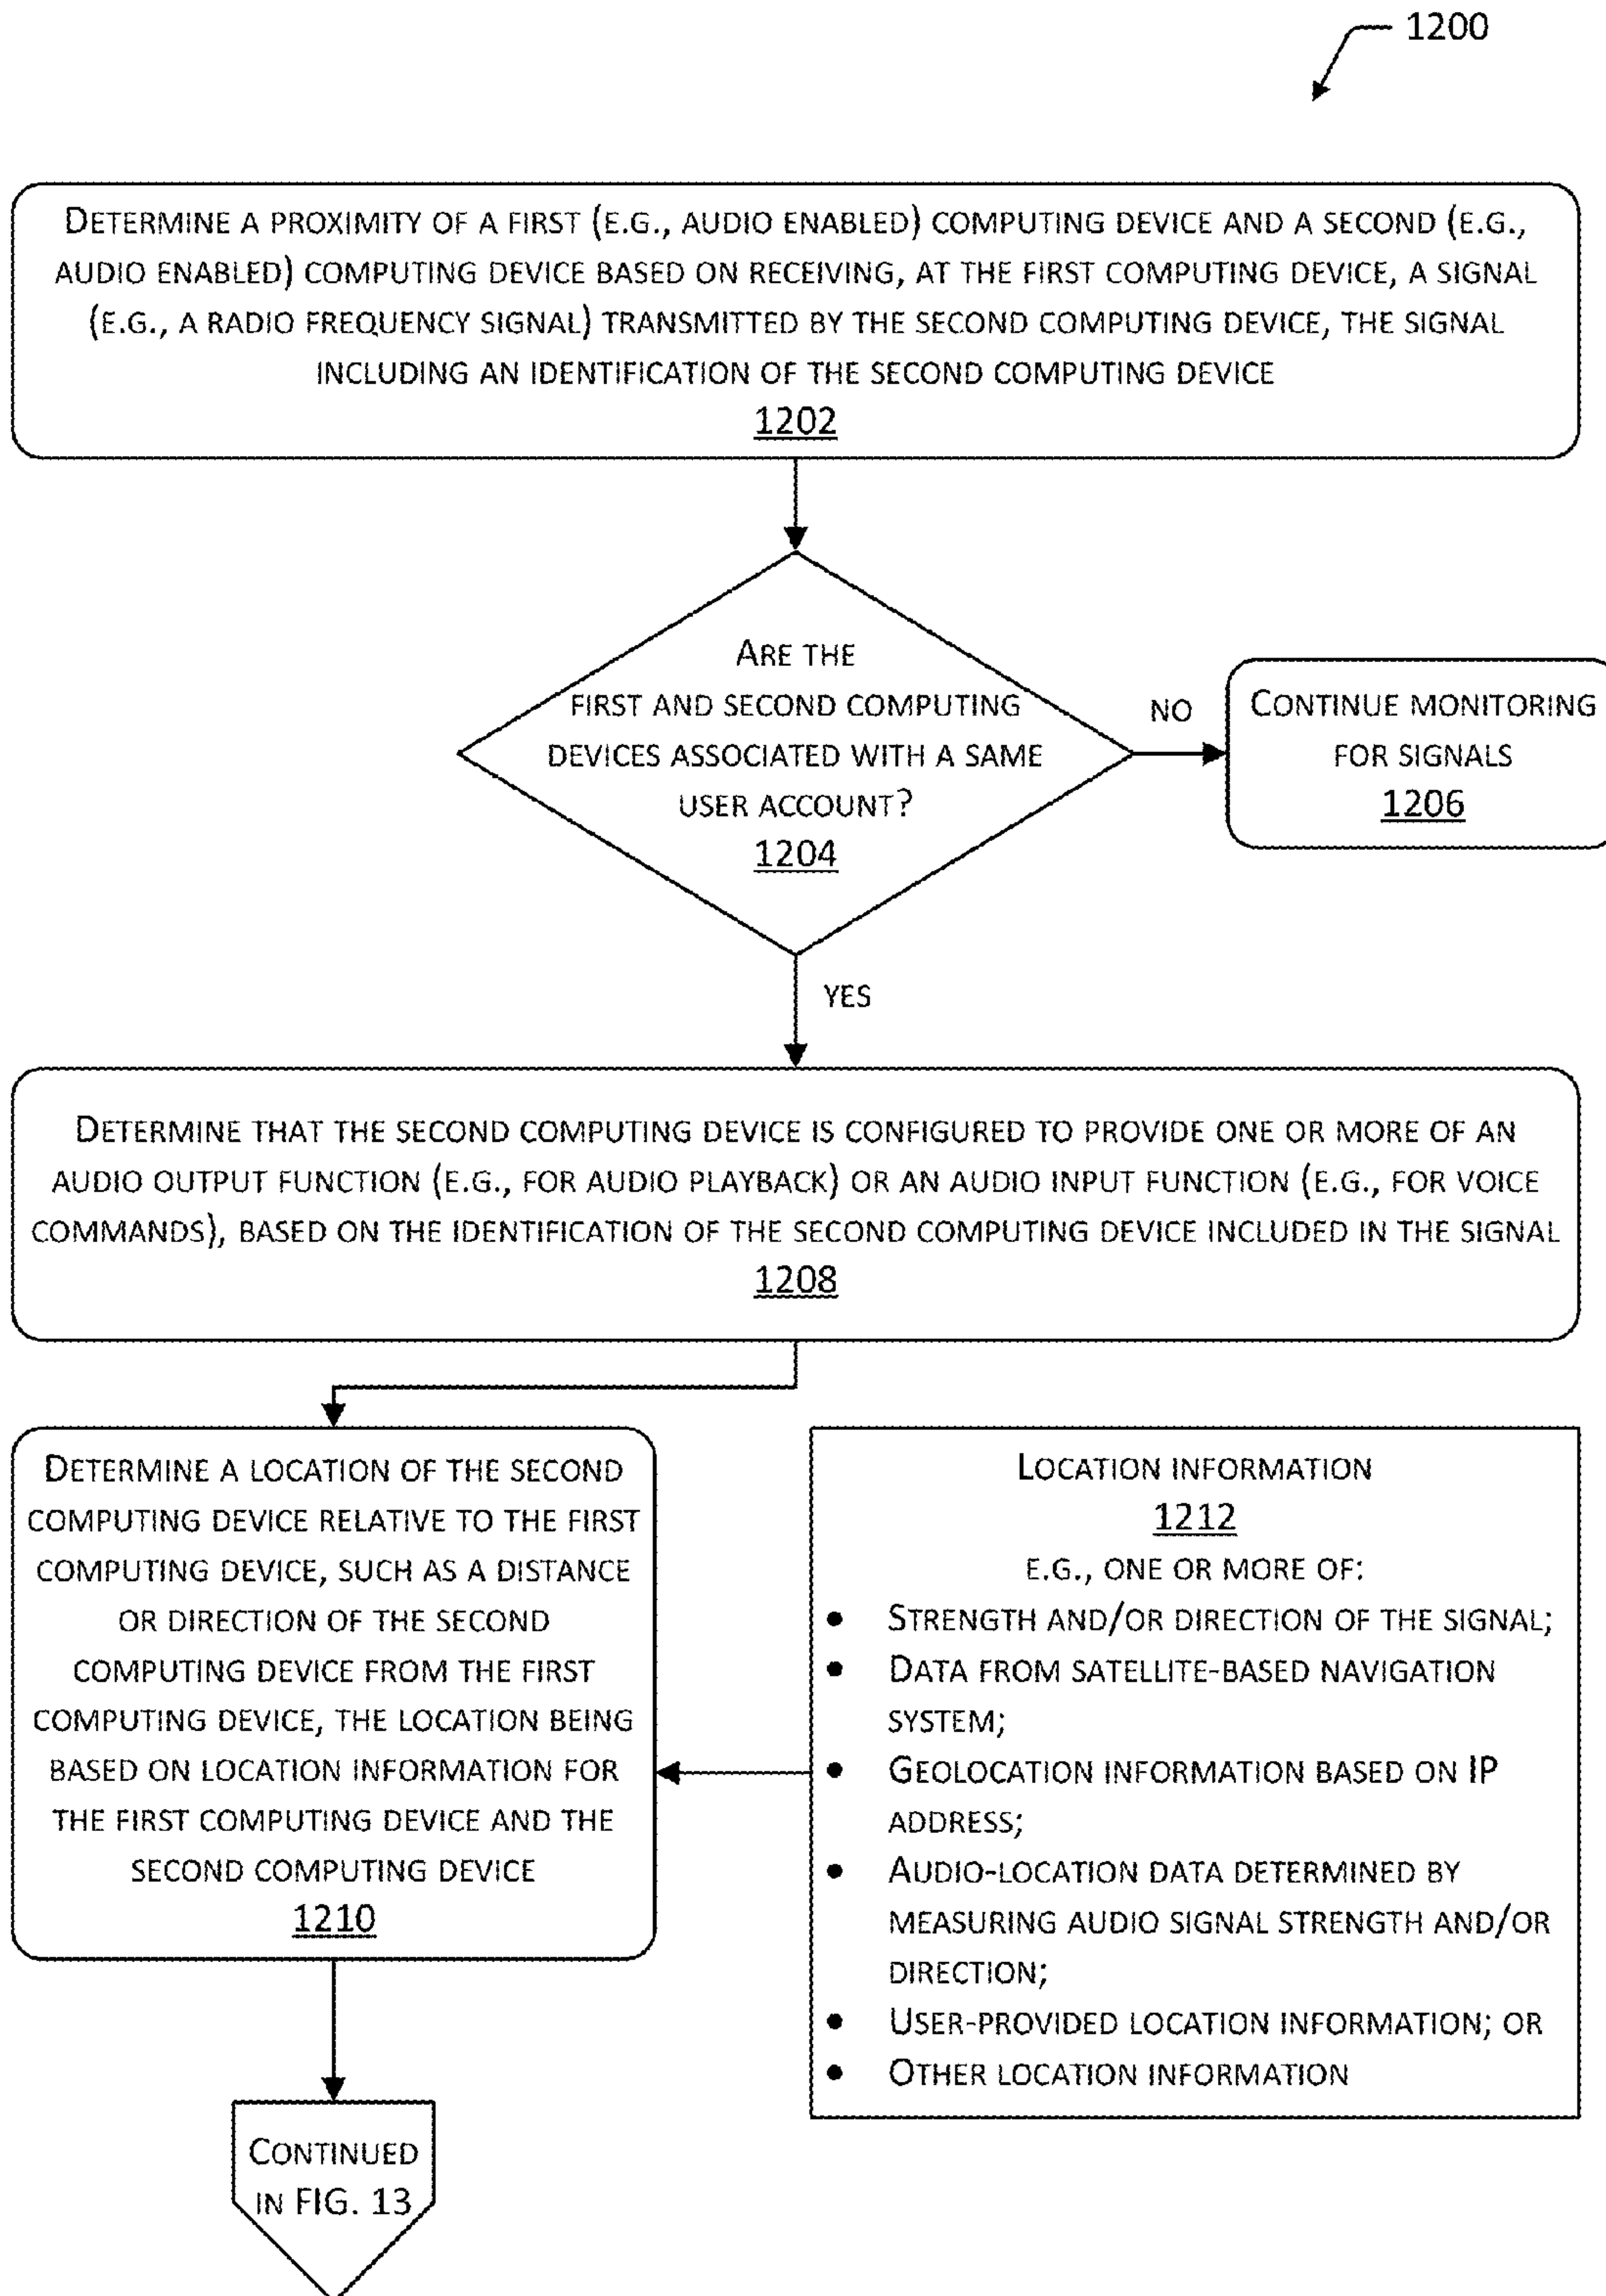 1200
DETERMINE A PROXIMITY OF A FIRST (E.G., AUDIO ENABLED) COMPUTING DEVICE AND A SECOND (E.G.,
AUDIO ENABLED) COMPUTING DEVICE BASED ON RECEIVING, AT THE FIRST COMPUTING DEVICE, A SIGNAL
(E.G., A RADIO FREQUENCY SIGNAL) TRANSMITTED BY THE SECOND COMPUTING DEVICE, THE SIGNAL
INCLUDING AN IDENTIFICATION OF THE SECOND COMPUTING DEVICE
1202
ARE THE
FIRST AND SECOND COMPUTING
DEVICES ASSOCIATED WITH A SAME
USER ACCOUNT?
1204
NO
CONTINUE MONITORING
FOR SIGNALS
1206
YES
DETERMINE THAT THE SECOND COMPUTING DEVICE IS CONFIGURED TO PROVIDE ONE OR MORE OF AN
AUDIO OUTPUT FUNCTION (E.G., FOR AUDIO PLAYBACK) OR AN AUDIO INPUT FUNCTION (E.G., FOR VOICE
COMMANDS), BASED ON THE IDENTIFICATION OF THE SECOND COMPUTING DEVICE INCLUDED IN THE SIGNAL
1208
DETERMINE A LOCATION OF THE SECOND
COMPUTING DEVICE RELATIVE TO THE FIRST
COMPUTING DEVICE, SUCH AS A DISTANCE
OR DIRECTION OF THE SECOND
COMPUTING DEVICE FROM THE FIRST
COMPUTING DEVICE, THE LOCATION BEING
BASED ON LOCATION INFORMATION FOR
THE FIRST COMPUTING DEVICE AND THE
SECOND COMPUTING DEVICE
1210
LOCATION INFORMATION
1212
E.G., ONE OR MORE OF:
• STRENGTH AND/OR DIRECTION OF THE SIGNAL;
• DATA FROM SATELLITE-BASED NAVIGATION
SYSTEM;
• GEOLOCATION INFORMATION BASED ON IP
ADDRESS;
• AUDIO-LOCATION DATA DETERMINED BY
MEASURING AUDIO SIGNAL STRENGTH AND/OR
DIRECTION;
• USER-PROVIDED LOCATION INFORMATION; OR
• OTHER LOCATION INFORMATION
CONTINUED
IN FIG. 13